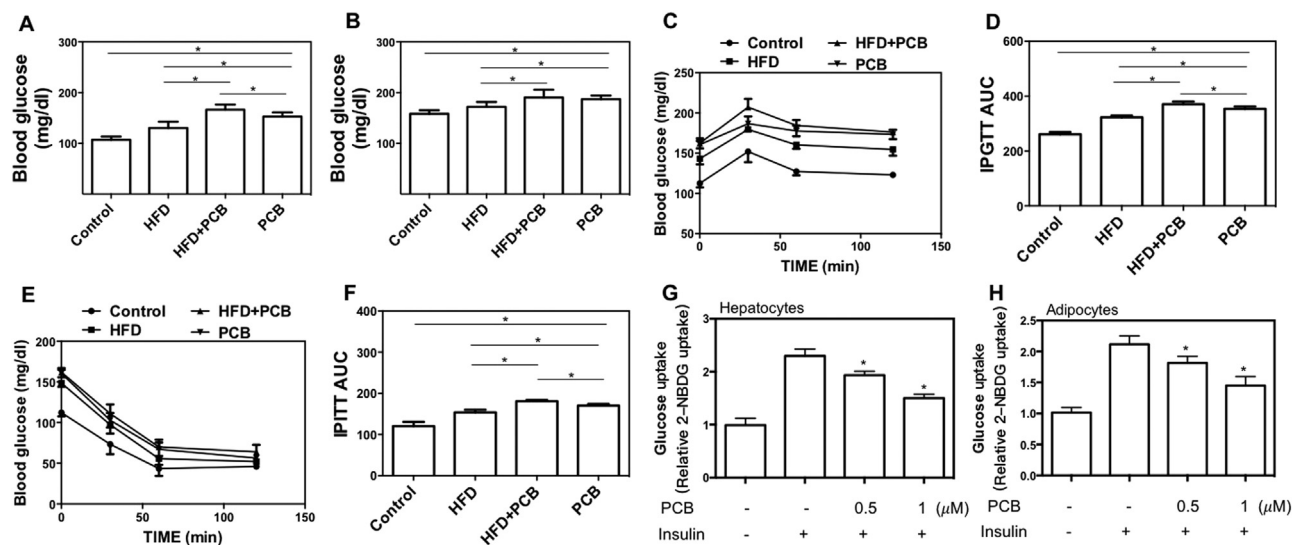 A
Blood glucose
(mg/dl)
300
200
100
*
*
*
*
Control
HFD
HFD+PCB
PCB
B
Blood glucose
(mg/dl)
300
200
100
*
*
*
Control
HFD
HFD+PCB
PCB
C
Control
HFD
HFD+PCB
PCB
Blood glucose (mg/dl)
250
200
150
100
50
0
50
100
150
TIME (min)
D
IPGTT AUC
600
400
200
0
*
*
*
*
Control
HFD
HFD+PCB
PCB
E
Control
HFD
HFD+PCB
PCB
Blood glucose (mg/dl)
200
150
100
50
0
0
50
100
150
TIME (min)
F
IPITT AUC
400
300
200
100
0
*
*
*
*
Control
HFD
HFD+PCB
PCB
G
Hepatocytes
Glucose uptake
(Relative 2–NBDG uptake)
3
2
1
0
*
*
PCB - - 0.5 1 (μM)
Insulin - + + +
H
Adipocytes
Glucose uptake
(Relative 2–NBDG uptake)
2.5
2.0
1.5
1.0
0.5
0
*
*
- - 0.5 1 (μM)
- + + +